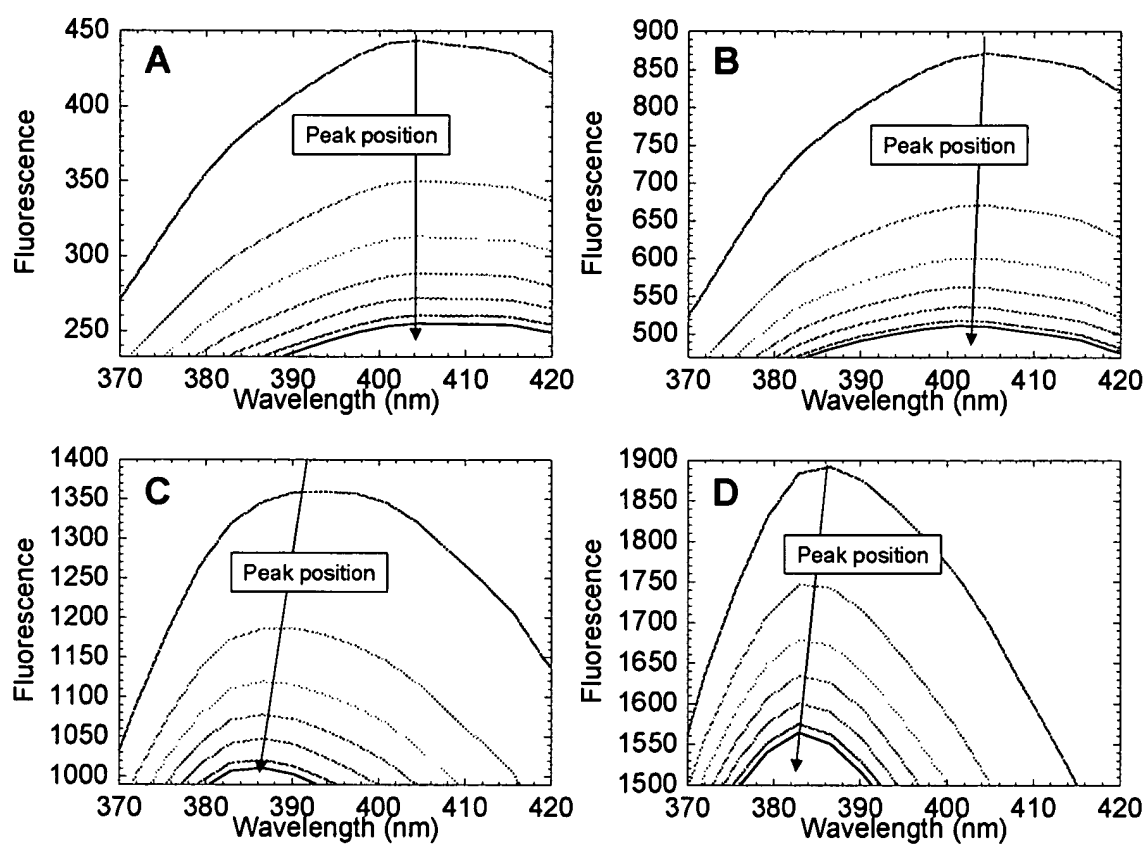 A
Fluorescence
450
400
350
300
250
Peak position
370 380 390 400 410 420
Wavelength (nm)
B
Fluorescence
900
850
800
750
700
650
600
550
500
Peak position
370 380 390 400 410 420
Wavelength (nm)
C
Fluorescence
1400
1350
1300
1250
1200
1150
1100
1050
1000
Peak position
370 380 390 400 410 420
Wavelength (nm)
D
Fluorescence
1900
1850
1800
1750
1700
1650
1600
1550
1500
Peak position
370 380 390 400 410 420
Wavelength (nm)